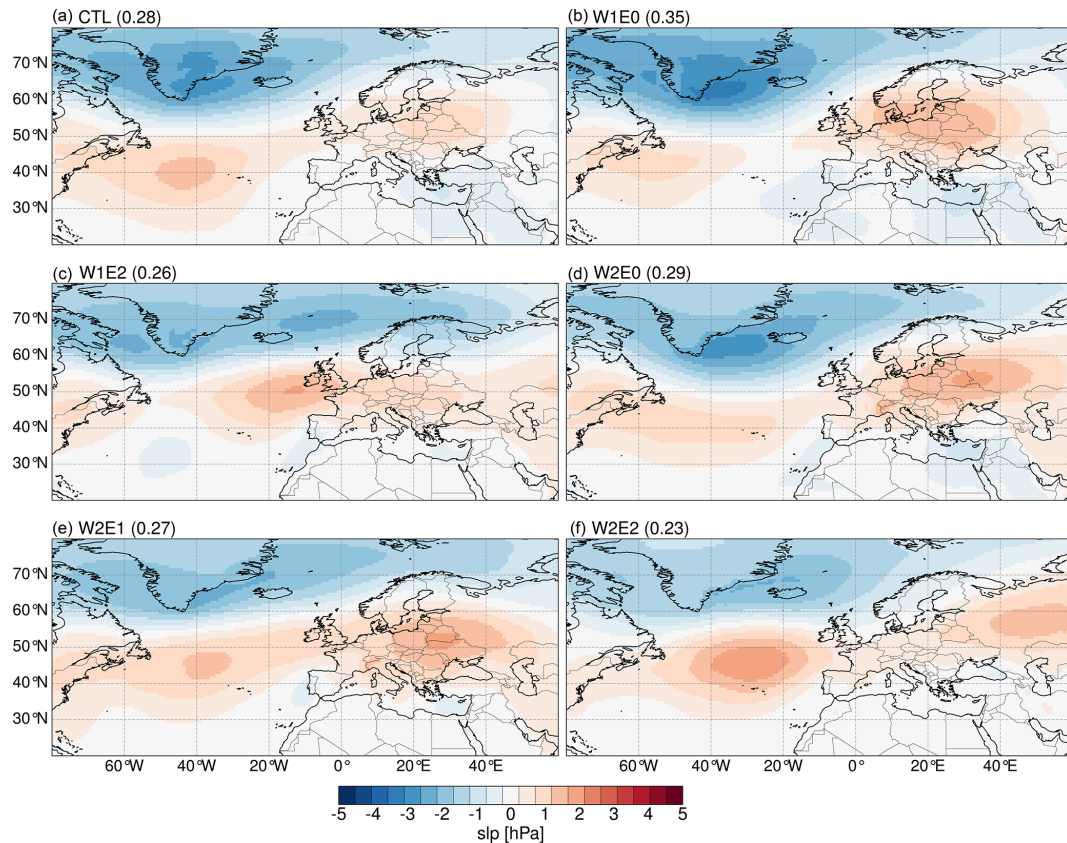 (a) CTL (0.28)
(b) W1E0 (0.35)
70°N
60°N
50°N
40°N
30°N
(c) W1E2 (0.26)
(d) W2E0 (0.29)
70°N
60°N
50°N
40°N
30°N
(e) W2E1 (0.27)
(f) W2E2 (0.23)
70°N
60°N
50°N
40°N
30°N
60°W 40°W 20°W 0° 20°E 40°E 60°W 40°W 20°W 0° 20°E 40°E
-5 -4 -3 -2 -1 0 1 2 3 4 5
slp [hPa]